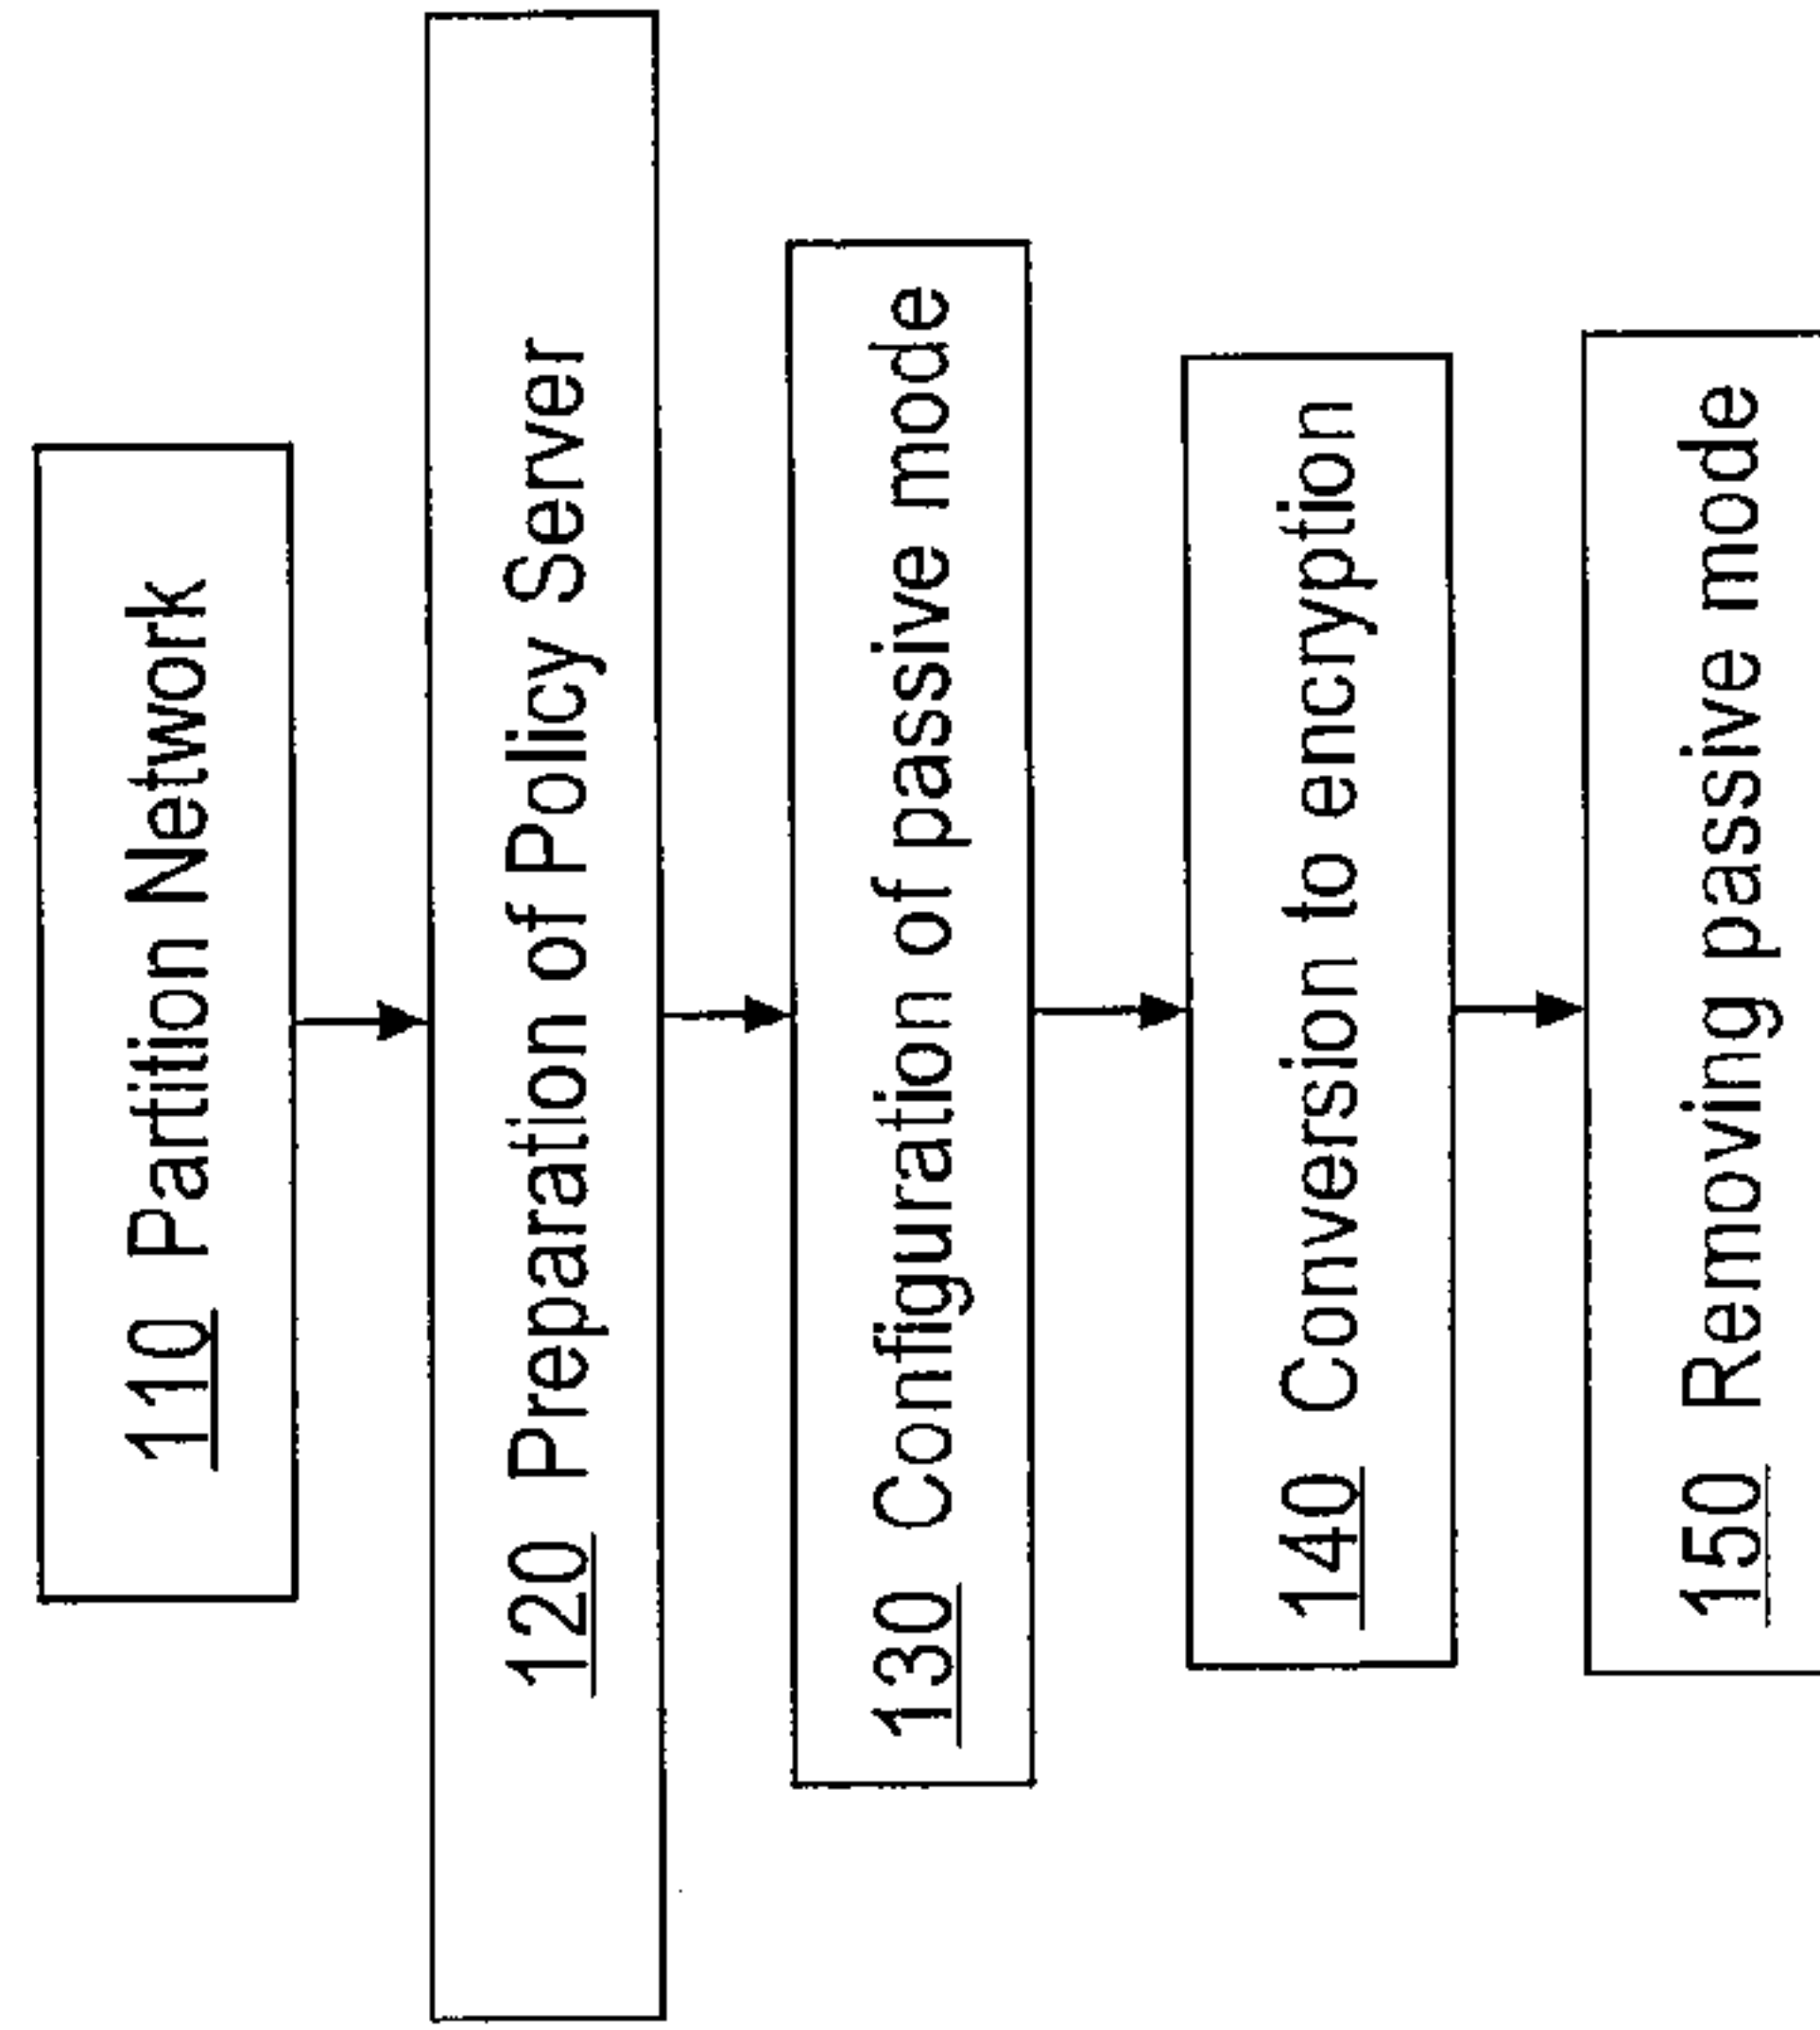 110 Partition Network
120 Preparation of Policy Server
130 Configuration of passive mode
140 Conversion to encryption
150 Removing passive mode